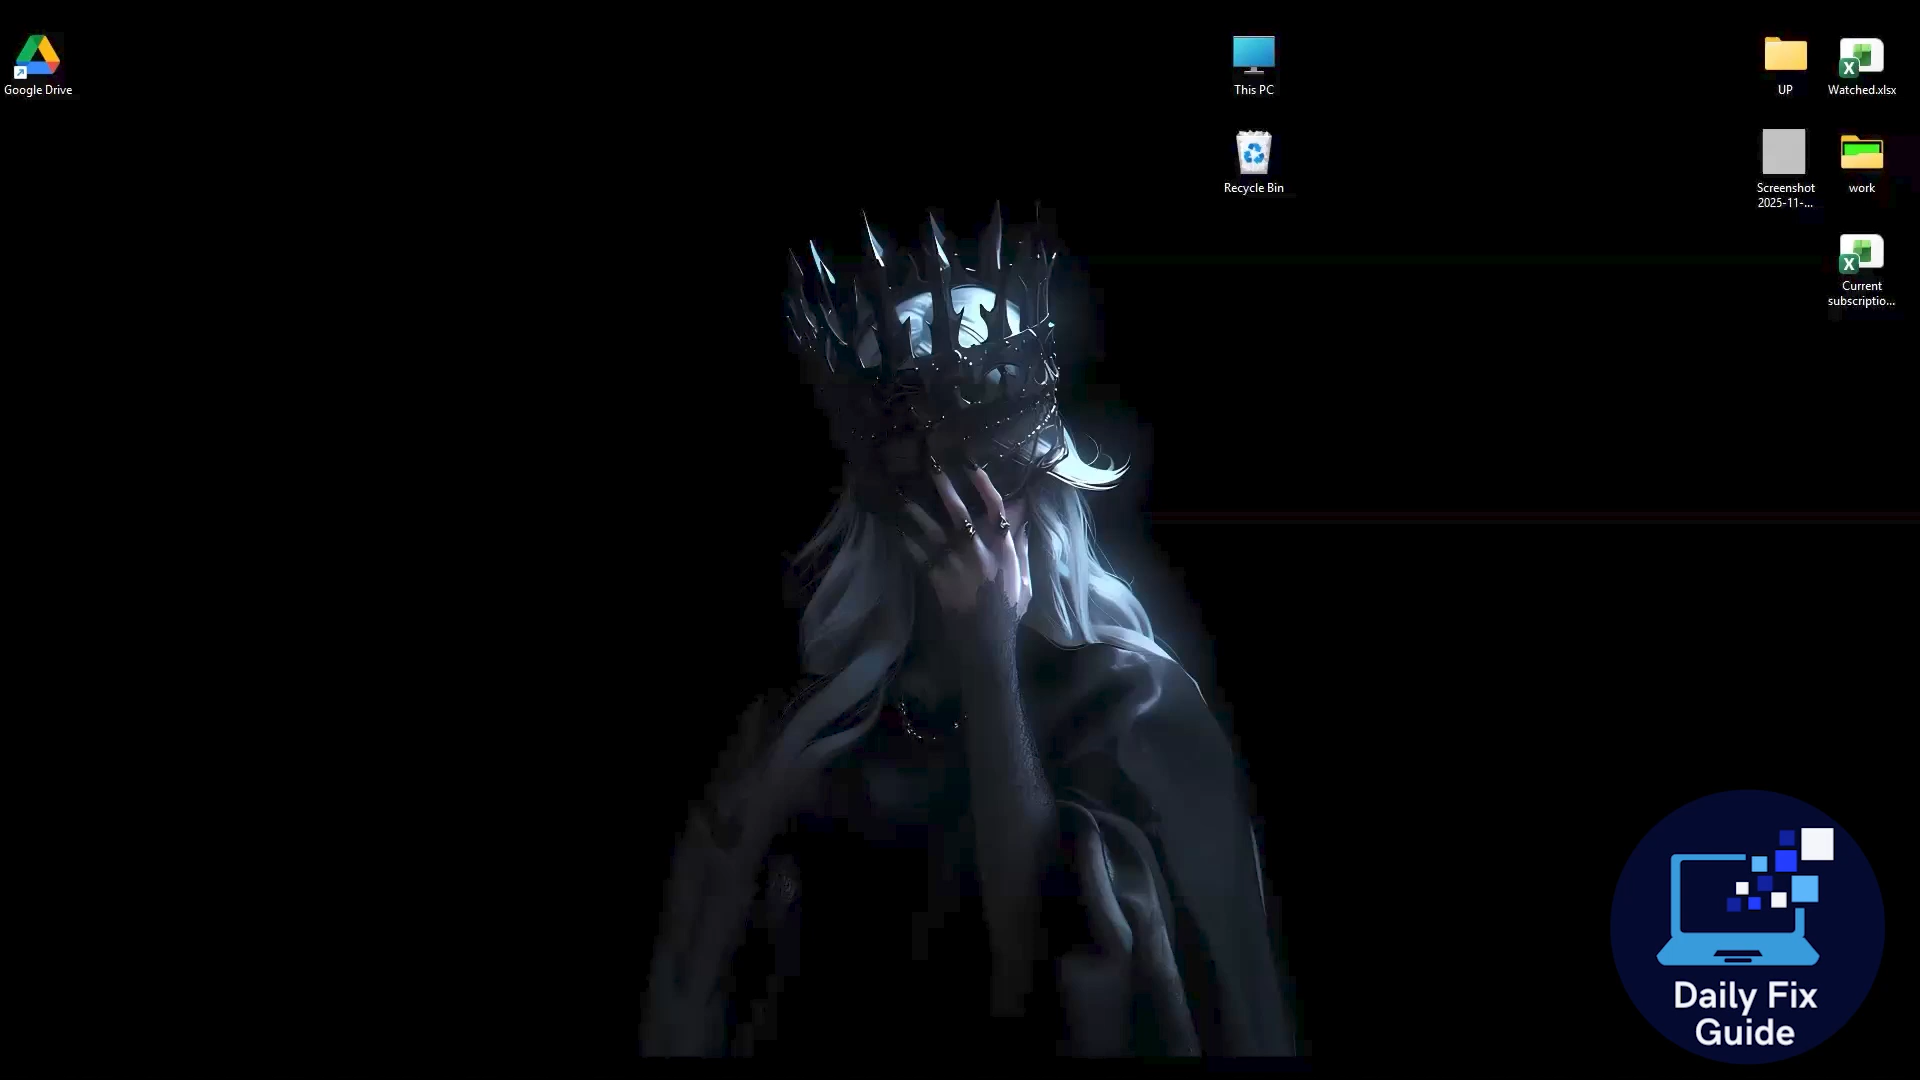 Google Drive
This PC
Recycle Bin
UP
Watched.xlsx
Screenshot
2025-11-...
work
Current
subscriptio...
Daily Fix
Guide